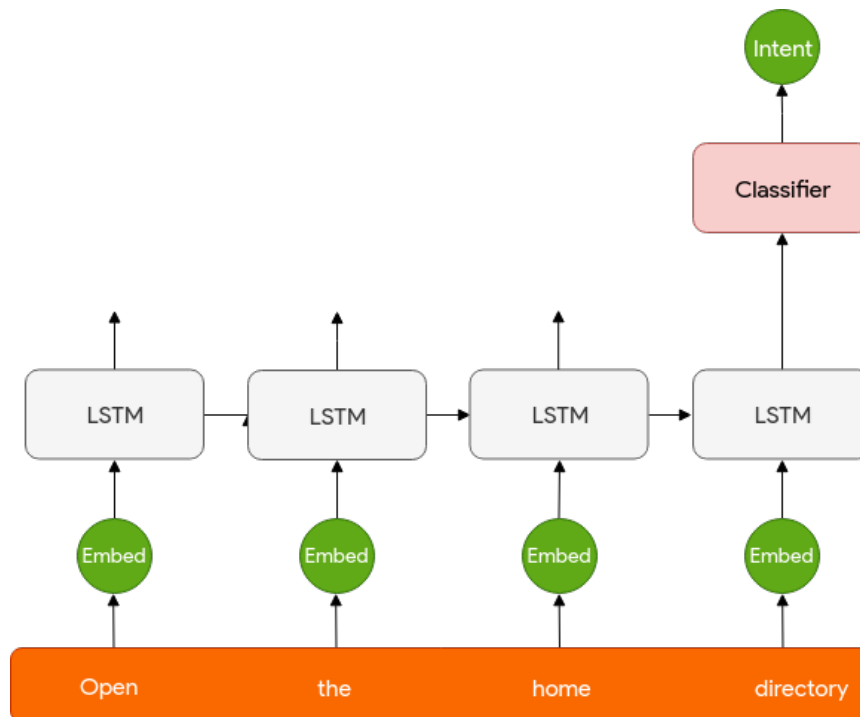 Intent
Classifier
LSTM LSTM LSTM LSTM
Embed Embed Embed Embed
Open the home directory